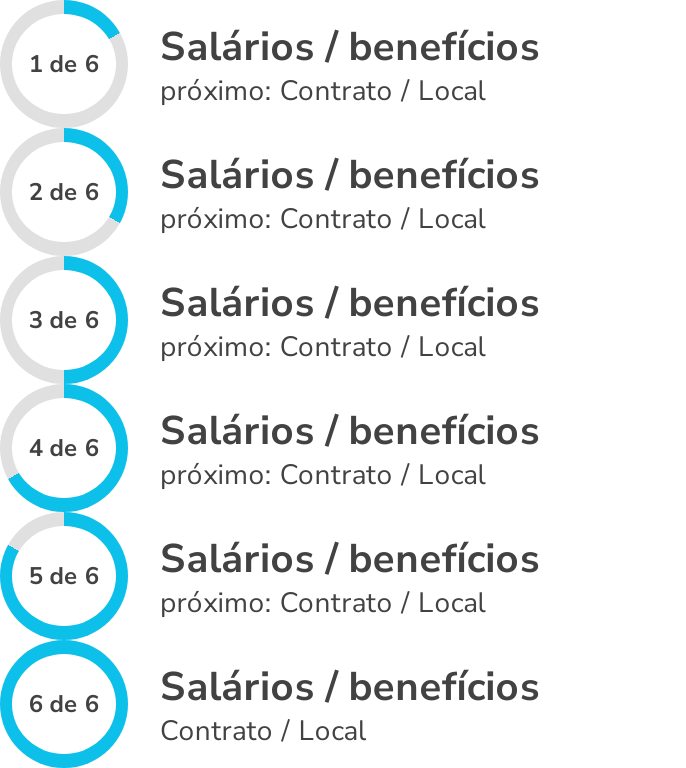 1 de 6
Salários / benefícios
próximo: Contrato / Local
2 de 6
Salários / benefícios
próximo: Contrato / Local
3 de 6
Salários / benefícios
próximo: Contrato / Local
4 de 6
Salários / benefícios
próximo: Contrato / Local
5 de 6
Salários / benefícios
próximo: Contrato / Local
6 de 6
Salários / benefícios
Contrato / Local